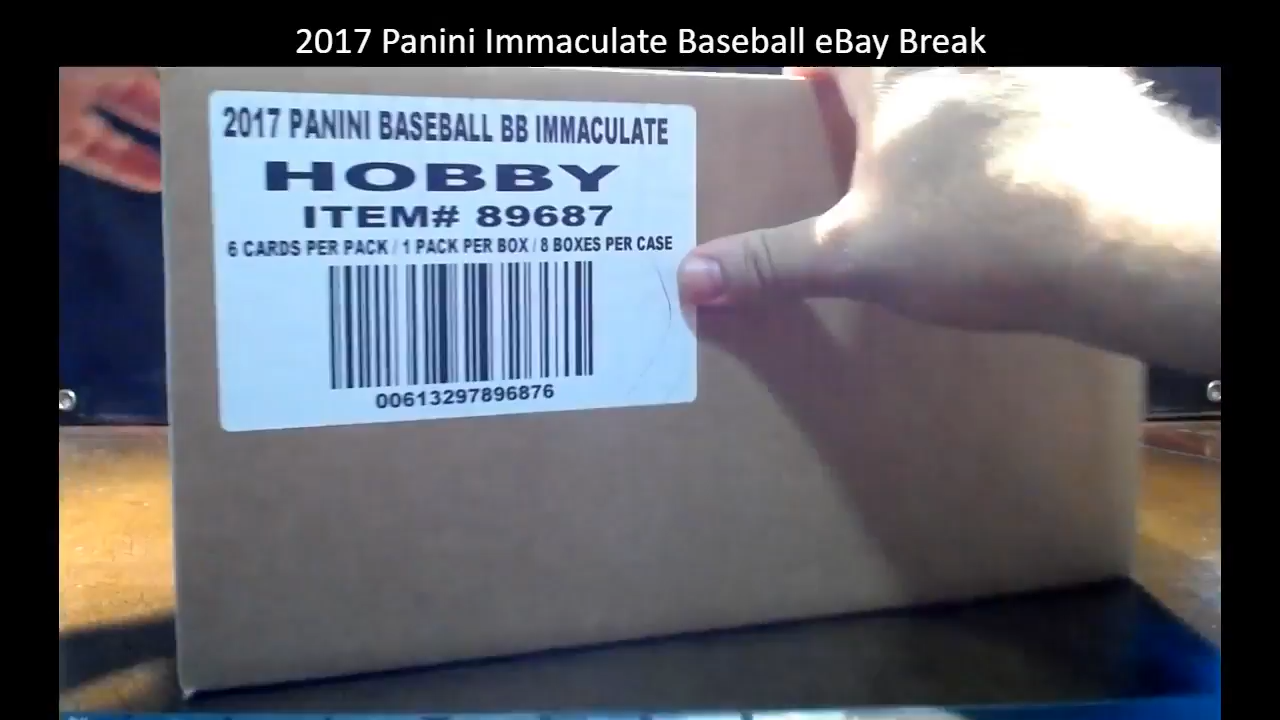 2017 Panini Immaculate Baseball eBay Break
2017 PANINI BASEBALL BB IMMACULATE
HOBBY
ITEM# 89687
6 CARDS PER PACK / 1 PACK PER BOX / 8 BOXES PER CASE
00613297896876